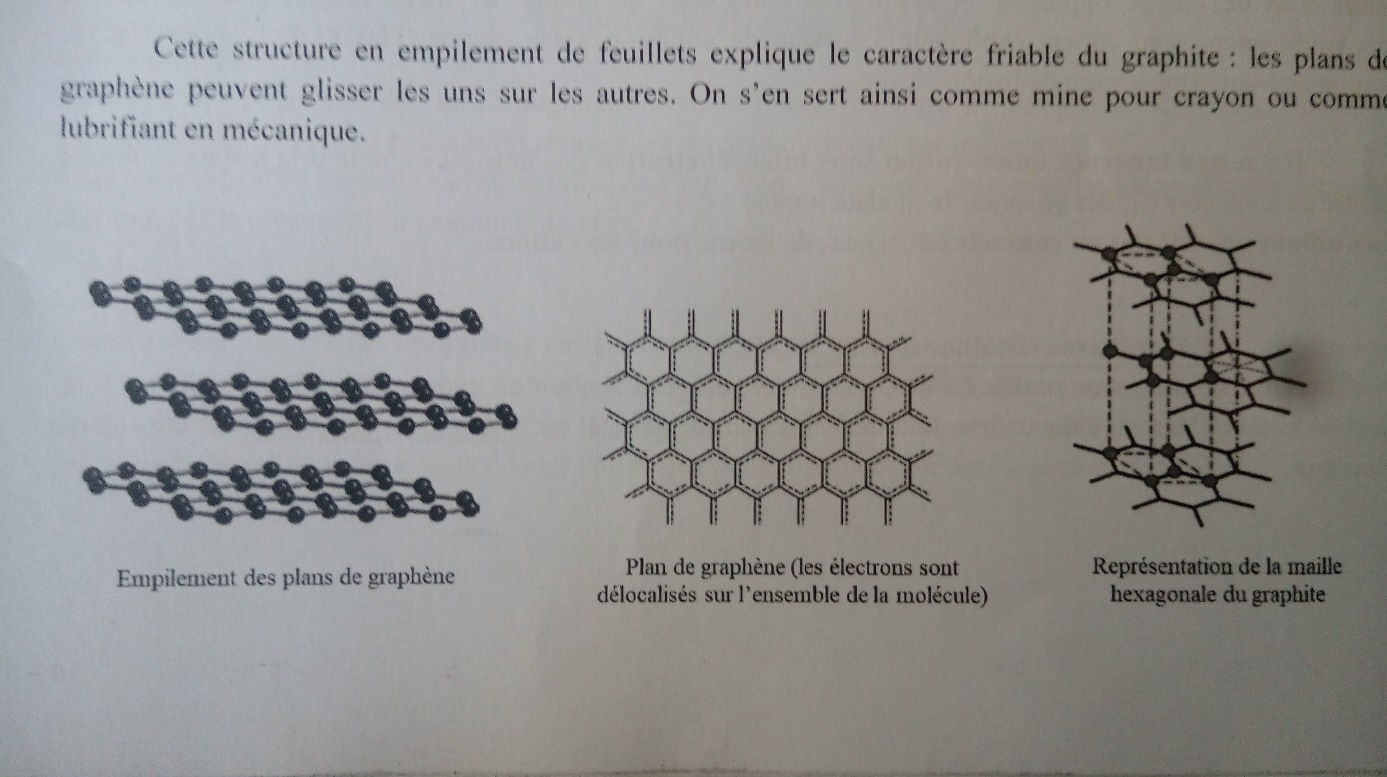 Cette structure en empilement de feuillets explique le caractère friable du graphite : les plans de
graphène peuvent glisser les uns sur les autres. On s'en sert ainsi comme mine pour crayon ou comme
lubrifiant en mécanique.
Empilement des plans de graphène
Plan de graphène (les électrons sont
délocalisés sur l'ensemble de la molécule)
Représentation de la maille
hexagonale du graphite